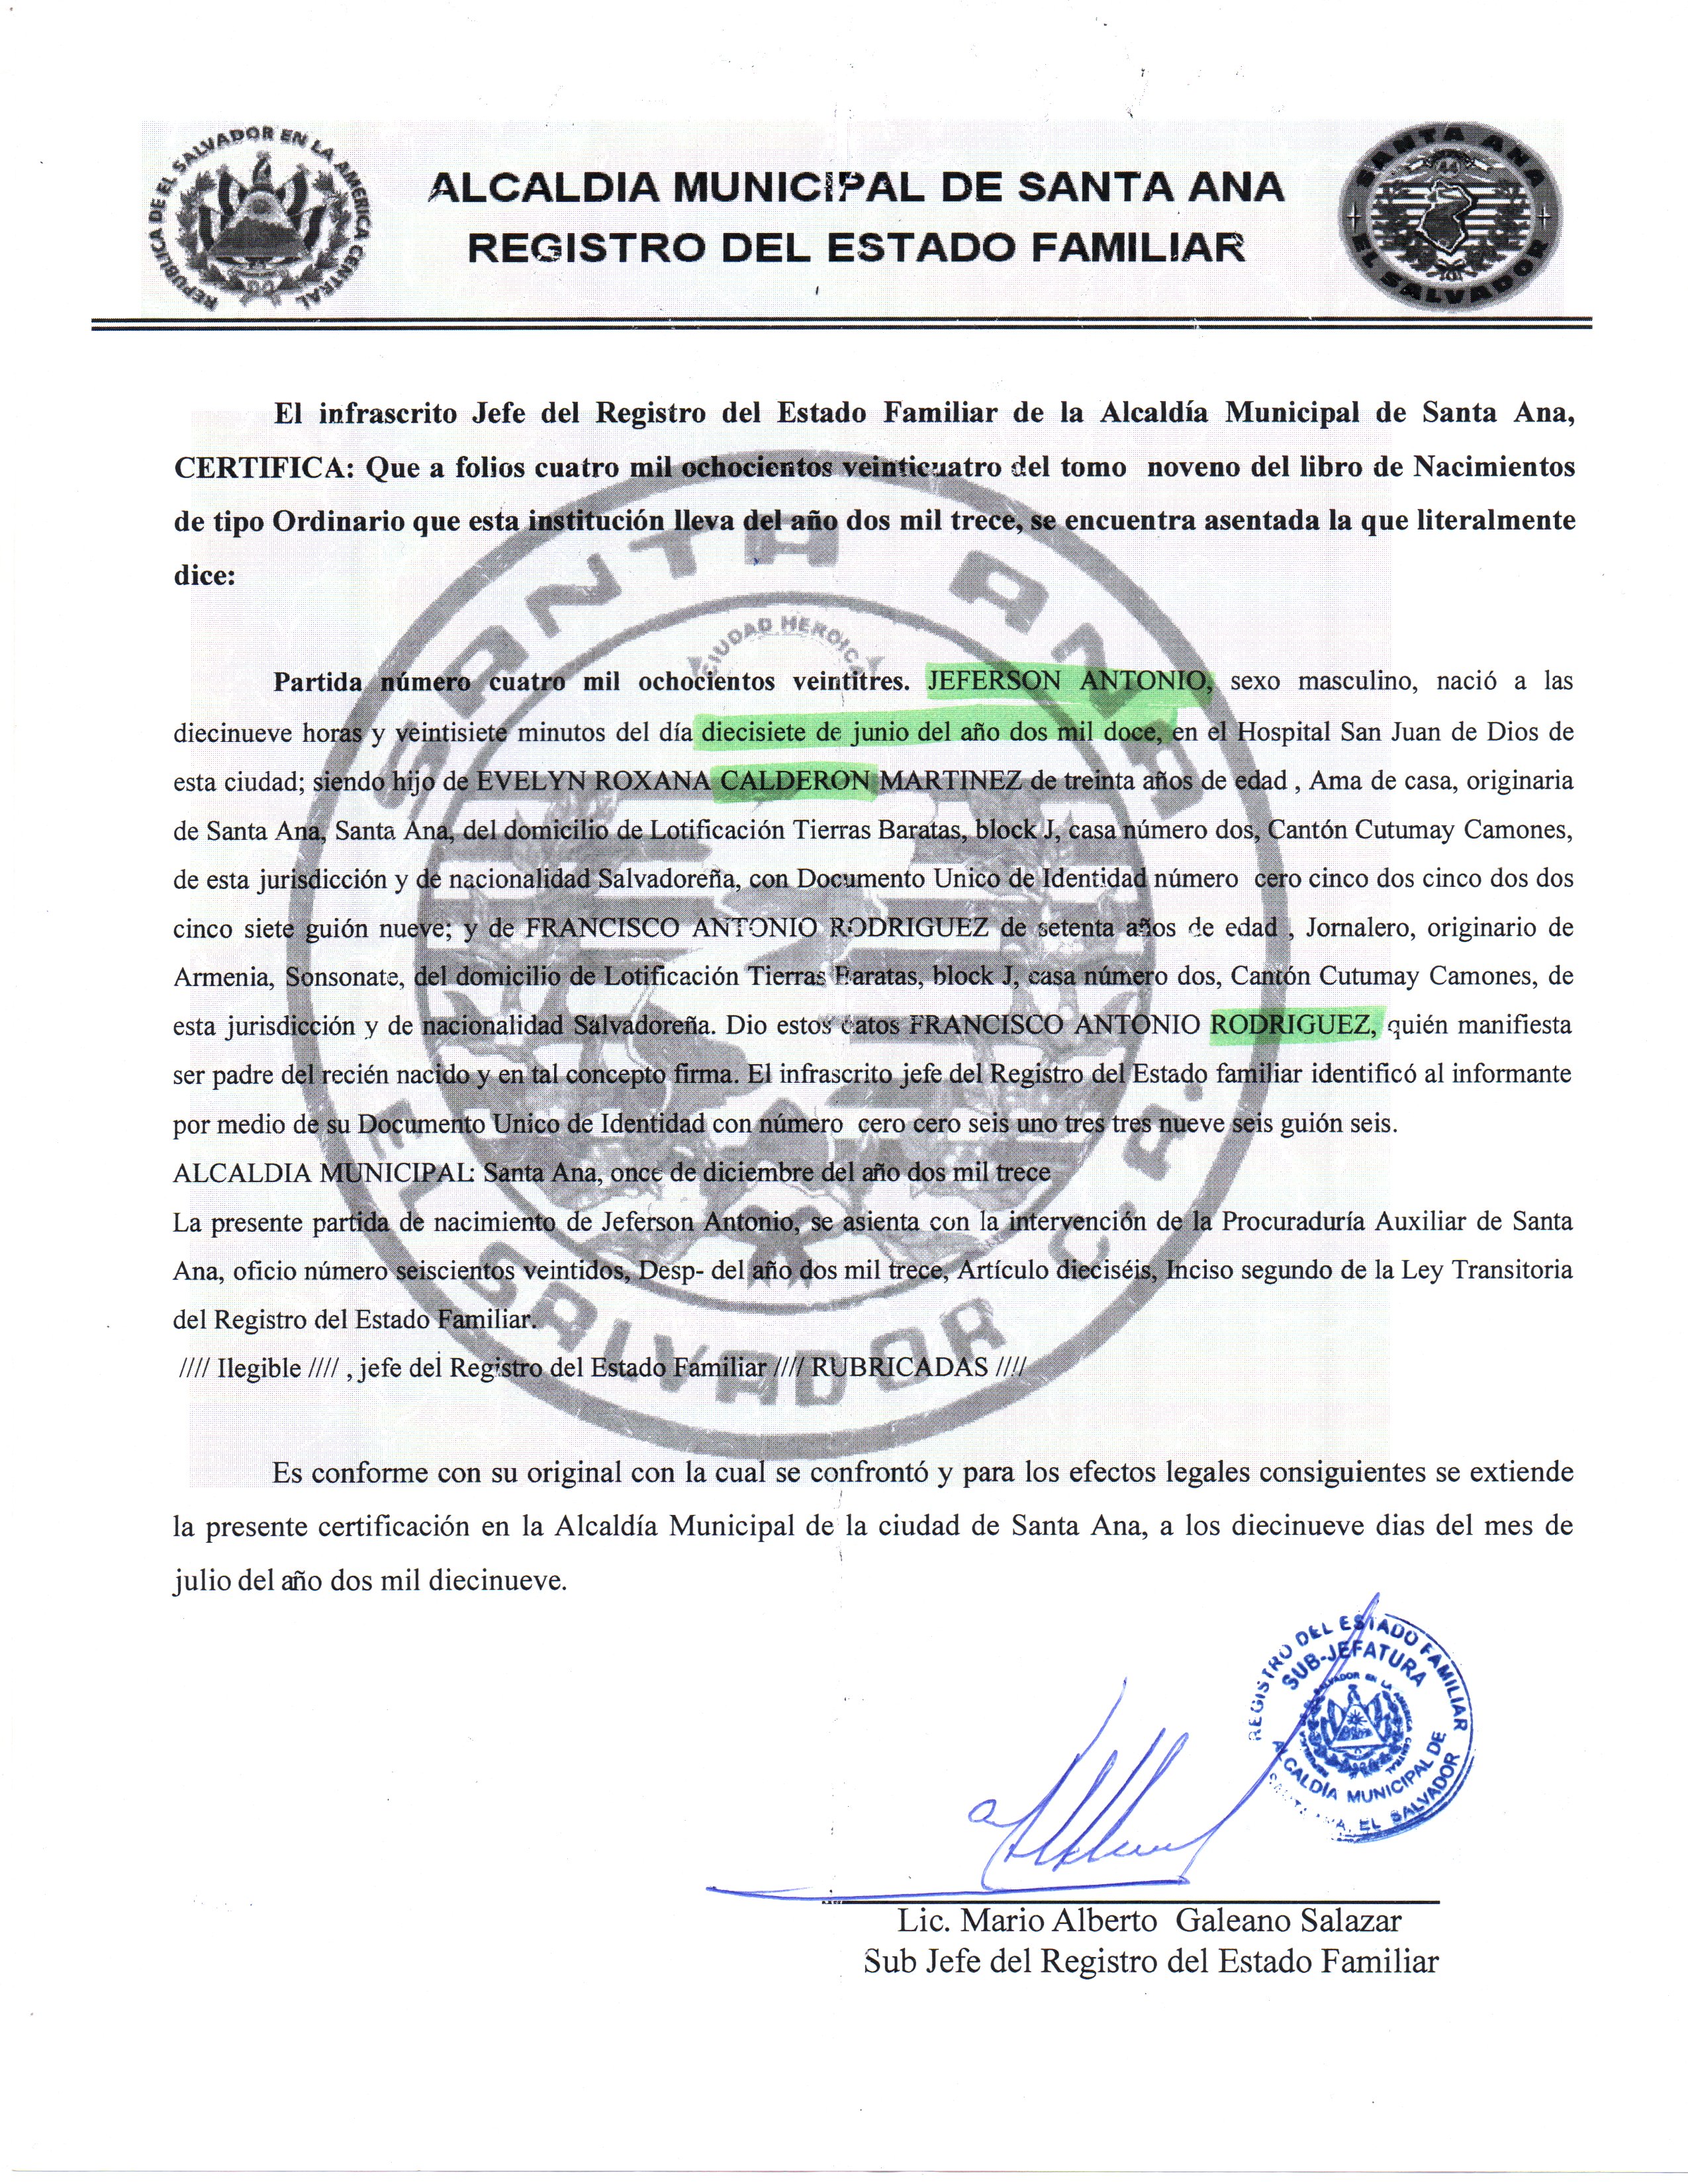 REPUBLICA DE EL SALVADOR EN LA AMERICA CENTRAL
ALCALDIA MUNICIPAL DE SANTA ANA
REGISTRO DEL ESTADO FAMILIAR
SANTA ANA
EL SALVADOR
El infrascrito Jefe del Registro del Estado Familiar de la Alcaldía Municipal de Santa Ana,
CERTIFICA: Que a folios cuatro mil ochocientos veinticuatro del tomo noveno del libro de Nacimientos
de tipo Ordinario que esta institución lleva del año dos mil trece, se encuentra asentada la que literalmente
dice:
SANTA ANA
CIUDAD HEROICA
EL SALVADOR C.A.
Partida número cuatro mil ochocientos veintitres. JEFERSON ANTONIO, sexo masculino, nació a las
diecinueve horas y veintisiete minutos del día diecisiete de junio del año dos mil doce, en el Hospital San Juan de Dios de
esta ciudad; siendo hijo de EVELYN ROXANA CALDERON MARTINEZ de treinta años de edad , Ama de casa, originaria
de Santa Ana, Santa Ana, del domicilio de Lotificación Tierras Baratas, block J, casa número dos, Cantón Cutumay Camones,
de esta jurisdicción y de nacionalidad Salvadoreña, con Documento Unico de Identidad número cero cinco dos cinco dos dos
cinco siete guión nueve; y de FRANCISCO ANTONIO RODRIGUEZ de setenta años de edad , Jornalero, originario de
Armenia, Sonsonate, del domicilio de Lotificación Tierras Baratas, block J, casa número dos, Cantón Cutumay Camones, de
esta jurisdicción y de nacionalidad Salvadoreña. Dio estos datos FRANCISCO ANTONIO RODRIGUEZ, quién manifiesta
ser padre del recién nacido y en tal concepto firma. El infrascrito jefe del Registro del Estado familiar identificó al informante
por medio de su Documento Unico de Identidad con número cero cero seis uno tres tres nueve seis guión seis.
ALCALDIA MUNICIPAL: Santa Ana, once de diciembre del año dos mil trece
La presente partida de nacimiento de Jeferson Antonio, se asienta con la intervención de la Procuraduría Auxiliar de Santa
Ana, oficio número seiscientos veintidos, Desp- del año dos mil trece, Artículo dieciséis, Inciso segundo de la Ley Transitoria
del Registro del Estado Familiar.
//// Ilegible //// , jefe del Registro del Estado Familiar //// RUBRICADAS ////
Es conforme con su original con la cual se confrontó y para los efectos legales consiguientes se extiende
la presente certificación en la Alcaldía Municipal de la ciudad de Santa Ana, a los diecinueve dias del mes de
julio del año dos mil diecinueve.
REGISTRO DEL ESTADO FAMILIAR
SUB-JEFATURA
ALCALDÍA MUNICIPAL DE
SANTA ANA, EL SALVADOR
Lic. Mario Alberto Galeano Salazar
Sub Jefe del Registro del Estado Familiar